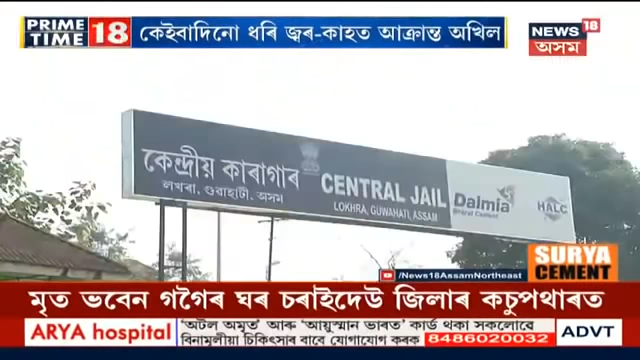 PRIME TIME 18
কেইবাদিনো ধৰি জ্বৰ-কাহত আক্ৰান্ত অখিল
NEWS 18
অসম
কেন্দ্ৰীয় কাৰাগাৰ
লখৰা, গুৱাহাটী, অসম
CENTRAL JAIL
LOKHRA, GUWAHATI, ASSAM
Dalmia
Bharat Cement
HALC
/News18AssamNortheast
SURYA CEMENT
মৃত ভবেন গগৈৰ ঘৰ চৰাইদেউ জিলাৰ কচুপথাৰত
ARYA hospital
'অটল অমৃত' আৰু 'আয়ুস্মান ভাৰত' কাৰ্ড থকা সকলোৱে
বিনামূলীয়া চিকিৎসাৰ বাবে যোগাযোগ কৰক
8486020032
ADVT